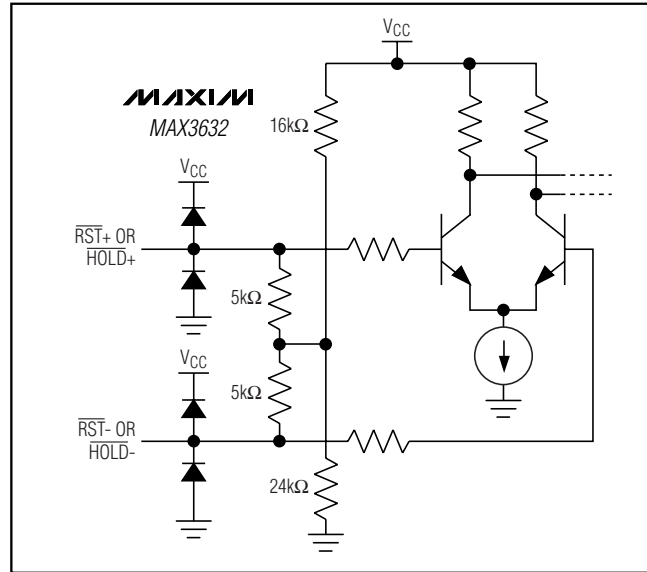 VCC
MAXIM
MAX3632
16kΩ
VCC
RST+ OR
HOLD+
5kΩ
VCC
5kΩ
RST- OR
HOLD-
24kΩ